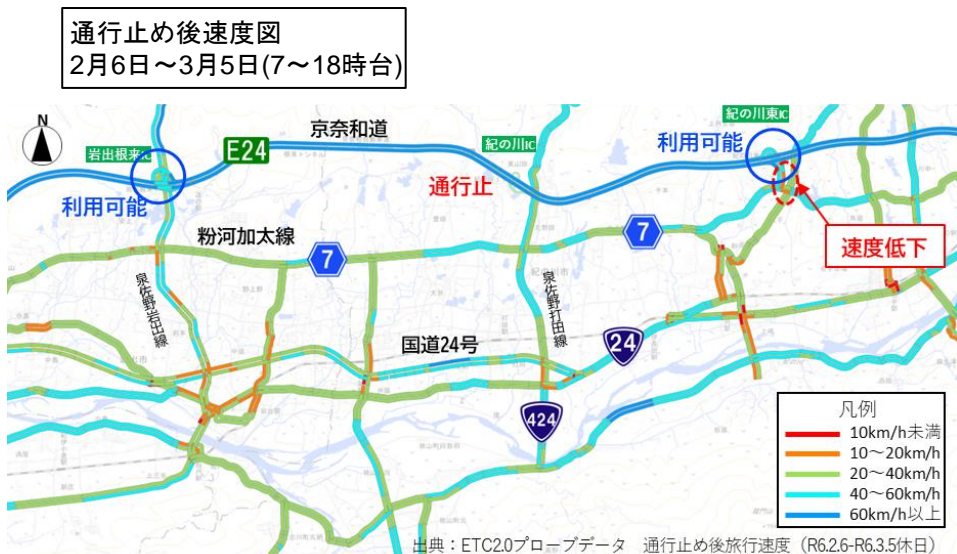 通行止め後速度図
2月6日～3月5日(7～18時台)
N
岩出根来IC
E24
京奈和道
紀の川IC
紀の川東IC
利用可能
利用可能
通行止
粉河加太線
7
7
速度低下
紀の川市
泉佐野岩出線
泉佐野打田線
国道24号
24
424
凡例
10km/h未満
10～20km/h
20～40km/h
40～60km/h
60km/h以上
出典：ETC2.0プローブデータ　通行止め後旅行速度（R6.2.6-R6.3.5休日）